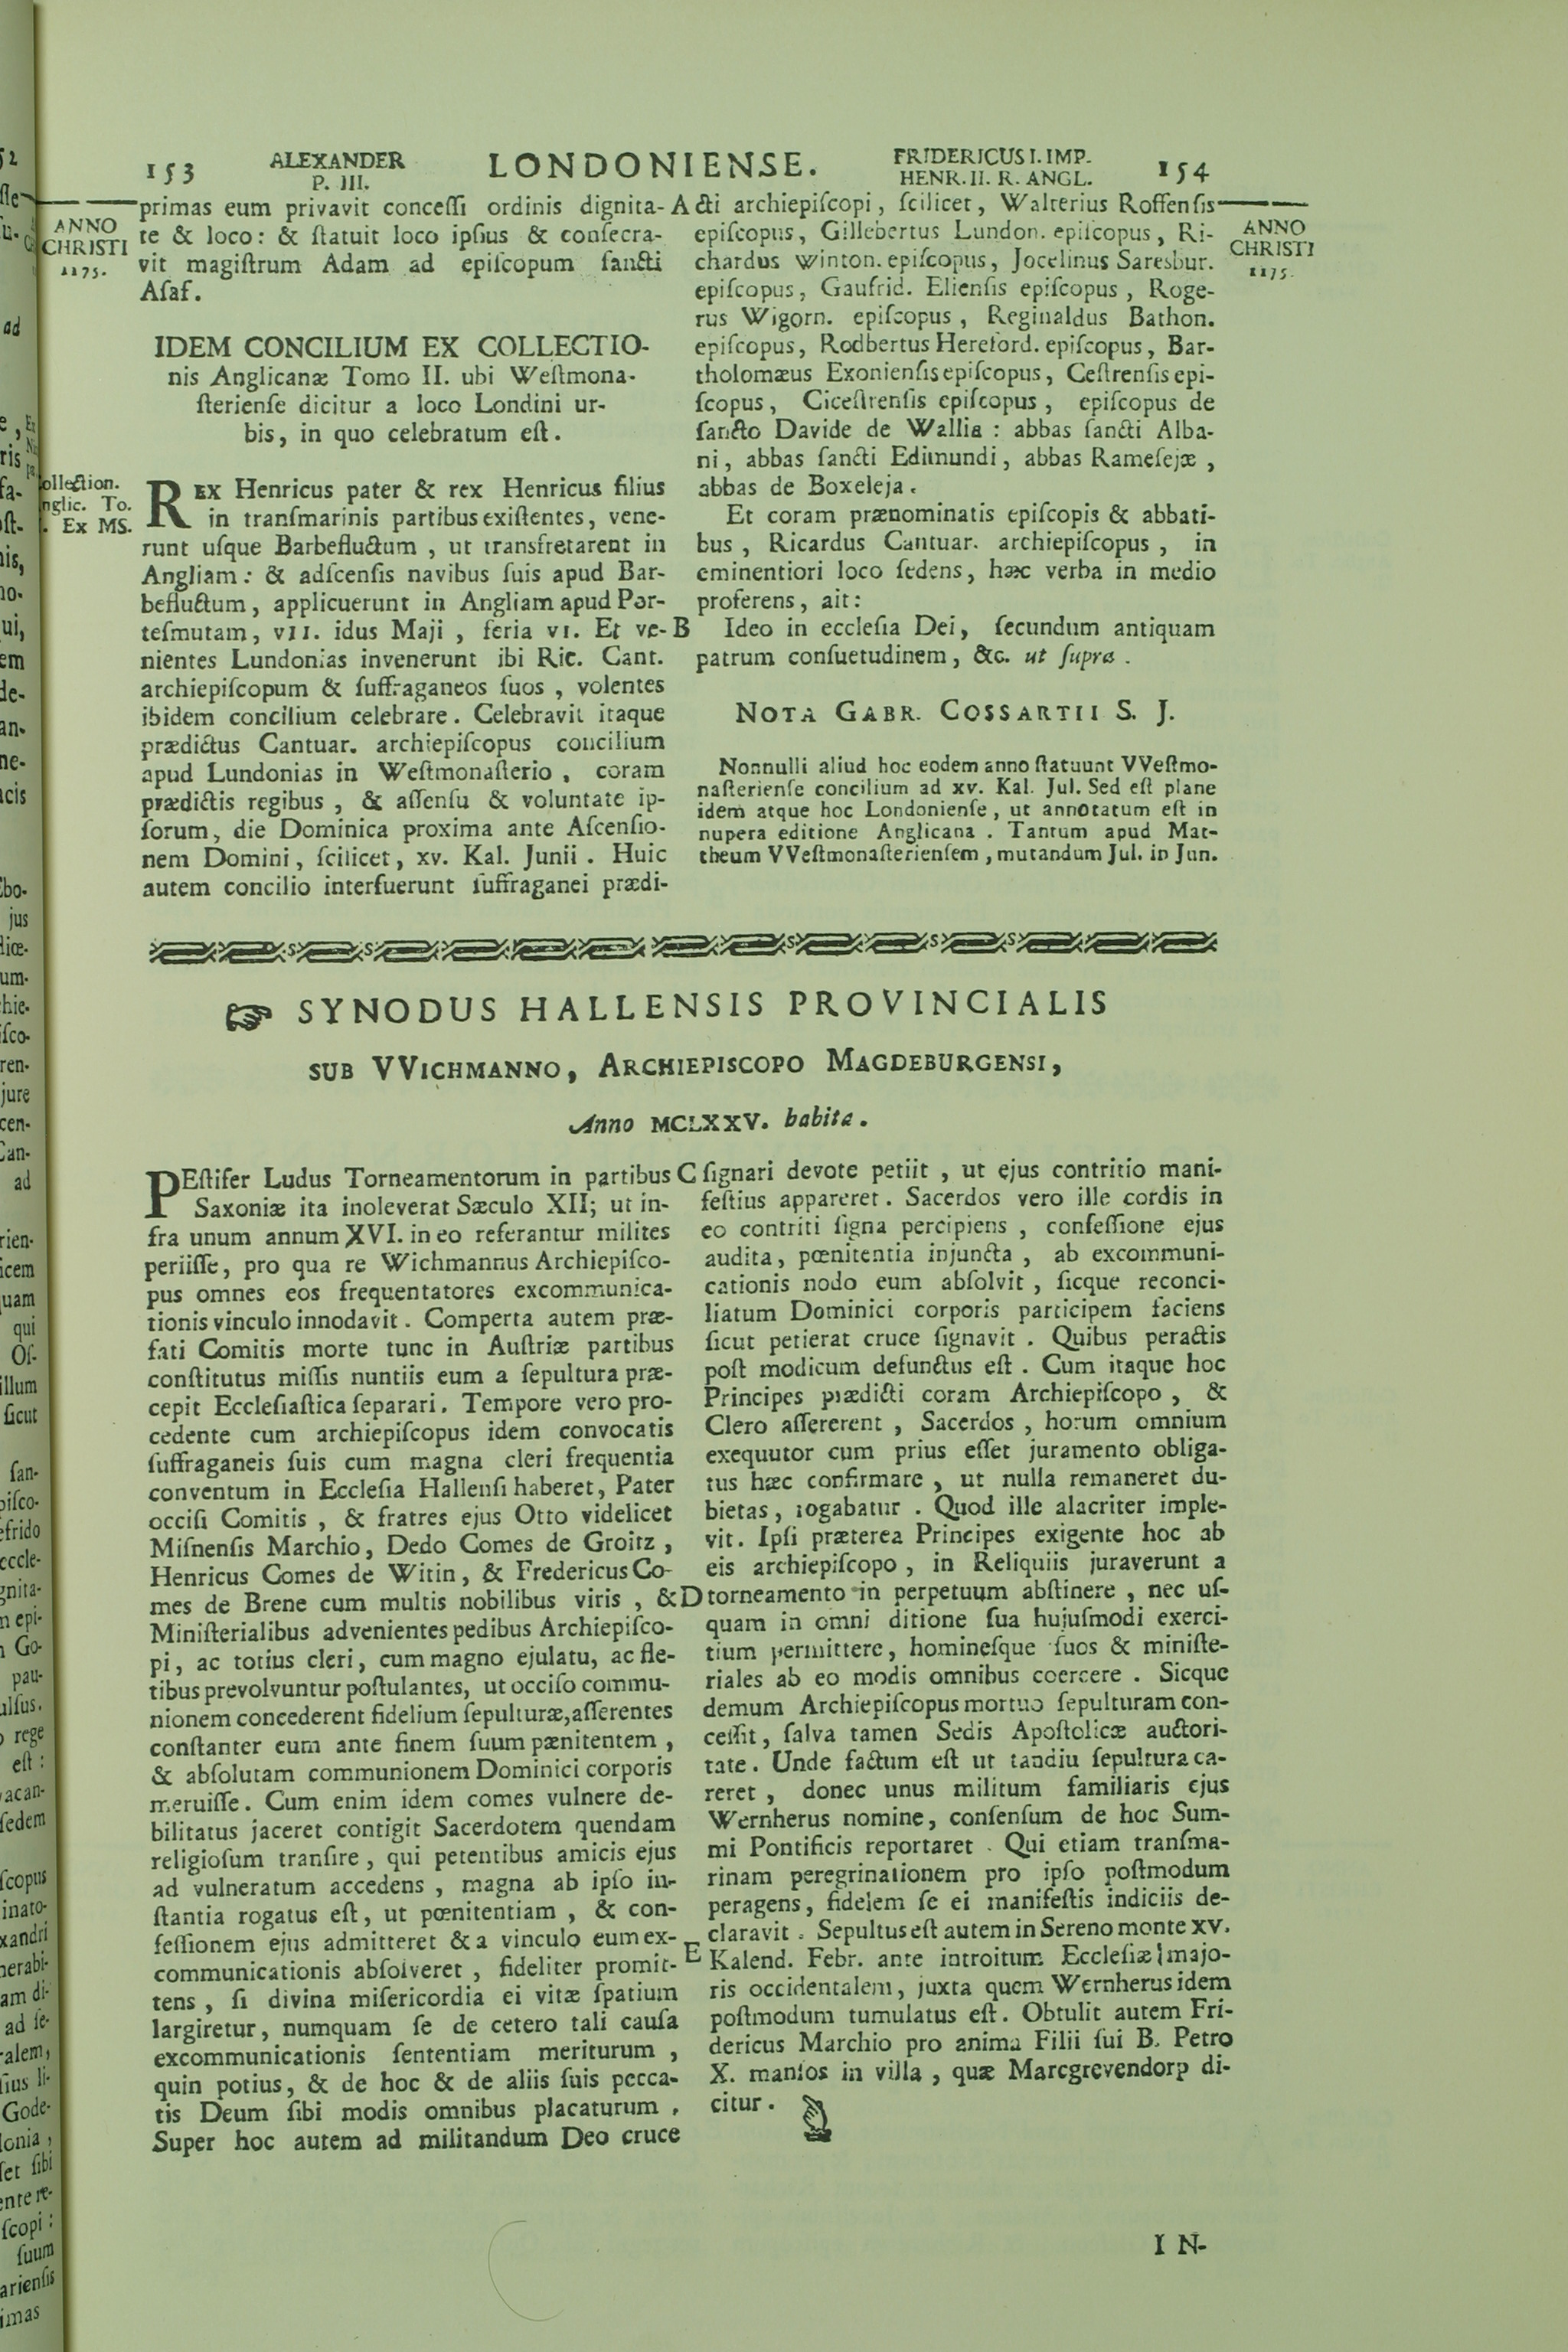 153 ALEXANDER P. III. LONDONIENSE. FRIDERICUS I. IMP. HENR. II. R. ANGL. 154
ANNO
CHRISTI
1175.
primas eum privavit concessi ordinis dignita-
te & loco: & statuit loco ipsius & consecra-
vit magistrum Adam ad episcopum sancti
Asaf.
IDEM CONCILIUM EX COLLECTIO-
nis Anglicanæ Tomo II. ubi Westmona-
steriense dicitur a loco Londini ur-
bis, in quo celebratum est.
ollection.
nglic. To.
. Ex MS.
REX Henricus pater & rex Henricus filius
in transmarinis partibus existentes, vene-
runt usque Barbefluctum, ut transfretarent in
Angliam: & adscensis navibus suis apud Bar-
befluctum, applicuerunt in Angliam apud Por-
tesmutam, VII. idus Maji, feria VI. Et ve-
nientes Lundonias invenerunt ibi Ric. Cant.
archiepiscopum & suffraganeos suos, volentes
ibidem concilium celebrare. Celebravit itaque
prædictus Cantuar. archiepiscopus concilium
apud Lundonias in Westmonasterio, coram
prædictis regibus, & assensu & voluntate ip-
sorum, die Dominica proxima ante Ascensio-
nem Domini, scilicet, XV. Kal. Junii. Huic
autem concilio interfuerunt suffraganei prædi-
A
B
cti archiepiscopi, scilicet, Walterius Roffensis
episcopus, Gillebertus Lundon. episcopus, Ri-
chardus Winton. episcopus, Jocelinus Saresbur.
episcopus, Gaufrid. Eliensis episcopus, Roge-
rus Wigorn. episcopus, Reginaldus Bathon.
episcopus, Rodbertus Hereford. episcopus, Bar-
tholomæus Exoniensis episcopus, Cestrensis epi-
scopus, Cicestrensis episcopus, episcopus de
sancto Davide de Wallia: abbas sancti Alba-
ni, abbas sancti Edimundi, abbas Ramesejæ,
abbas de Boxeleja.
Et coram prænominatis episcopis & abbati-
bus, Ricardus Cantuar. archiepiscopus, in
eminentiori loco sedens, hæc verba in medio
proferens, ait:
Ideo in ecclesia Dei, secundum antiquam
patrum consuetudinem, &c. ut supra.
NOTA GABR. COSSARTII S. J.
Nonnulli aliud hoc eodem anno statuunt VVestmo-
nasteriense concilium ad XV. Kal. Jul. Sed est plane
idem atque hoc Londoniense, ut annotatum est in
nupera editione Anglicana. Tantum apud Mat-
theum VVestmonasteriensem, mutandum Jul. in Jun.
ANNO
CHRISTI
1175.
☞ SYNODUS HALLENSIS PROVINCIALIS
SUB VVICHMANNO, ARCHIEPISCOPO MAGDEBURGENSI,
Anno MCLXXV. habita.
PEstifer Ludus Torneamentorum in partibus
Saxoniæ ita inoleverat Sæculo XII; ut in-
fra unum annum XVI. in eo referantur milites
periisse, pro qua re Wichmannus Archiepisco-
pus omnes eos frequentatores excommunica-
tionis vinculo innodavit. Comperta autem præ-
fati Comitis morte tunc in Austriæ partibus
constitutus missis nuntiis eum a sepultura præ-
cepit Ecclesiastica separari. Tempore vero pro-
cedente cum archiepiscopus idem convocatis
suffraganeis suis cum magna cleri frequentia
conventum in Ecclesia Hallensi haberet, Pater
occisi Comitis, & fratres ejus Otto videlicet
Misnensis Marchio, Dedo Comes de Groitz,
Henricus Comes de Witin, & Fredericus Co-
mes de Brene cum multis nobilibus viris, &
Ministerialibus advenientes pedibus Archiepisco-
pi, ac totius cleri, cum magno ejulatu, ac fle-
tibus prevolvuntur postulantes, ut occiso commu-
nionem concederent fidelium sepulturæ, asserentes
constanter eum ante finem suum pænitentem,
& absolutam communionem Dominici corporis
meruisse. Cum enim idem comes vulnere de-
bilitatus jaceret contigit Sacerdotem quendam
religiosum transire, qui petentibus amicis ejus
ad vulneratum accedens, magna ab ipso in-
stantia rogatus est, ut pœnitentiam, & con-
fessionem ejus admitteret & a vinculo eum ex-
communicationis absolveret, fideliter promit-
tens, si divina misericordia ei vitæ spatium
largiretur, numquam se de cetero tali causa
excommunicationis sententiam meriturum,
quin potius, & de hoc & de aliis suis pecca-
tis Deum sibi modis omnibus placaturum.
Super hoc autem ad militandum Deo cruce
C
D
E
signari devote petiit, ut ejus contritio mani-
festius appareret. Sacerdos vero ille cordis in
eo contriti signa percipiens, confessione ejus
audita, pœnitentia injuncta, ab excommuni-
cationis nodo eum absolvit, sicque reconci-
liatum Dominici corporis participem faciens
sicut petierat cruce signavit. Quibus peractis
post modicum defunctus est. Cum itaque hoc
Principes prædicti coram Archiepiscopo, &
Clero assererent, Sacerdos, horum omnium
exequutor cum prius esset juramento obliga-
tus hæc confirmare, ut nulla remaneret du-
bietas, rogabatur. Quod ille alacriter imple-
vit. Ipsi præterea Principes exigente hoc ab
eis archiepiscopo, in Reliquiis juraverunt a
torneamento in perpetuum abstinere, nec us-
quam in omni ditione sua hujusmodi exerci-
tium permittere, hominesque suos & ministe-
riales ab eo modis omnibus coercere. Sicque
demum Archiepiscopus mortuo sepulturam con-
cessit, salva tamen Sedis Apostolicæ auctori-
tate. Unde factum est ut tandiu sepultura ca-
reret, donec unus militum familiaris ejus
Wernherus nomine, consensum de hoc Sum-
mi Pontificis reportaret. Qui etiam transma-
rinam peregrinationem pro ipso postmodum
peragens, fidelem se ei manifestis indiciis de-
claravit. Sepultus est autem in Sereno monte XV.
Kalend. Febr. ante introitum Ecclesiæ majo-
ris occidentalem, juxta quem Wernherus idem
postmodum tumulatus est. Obtulit autem Fri-
dericus Marchio pro anima Filii sui B. Petro
X. mansos in villa, quæ Marcgrevendorp di-
citur.
I N-